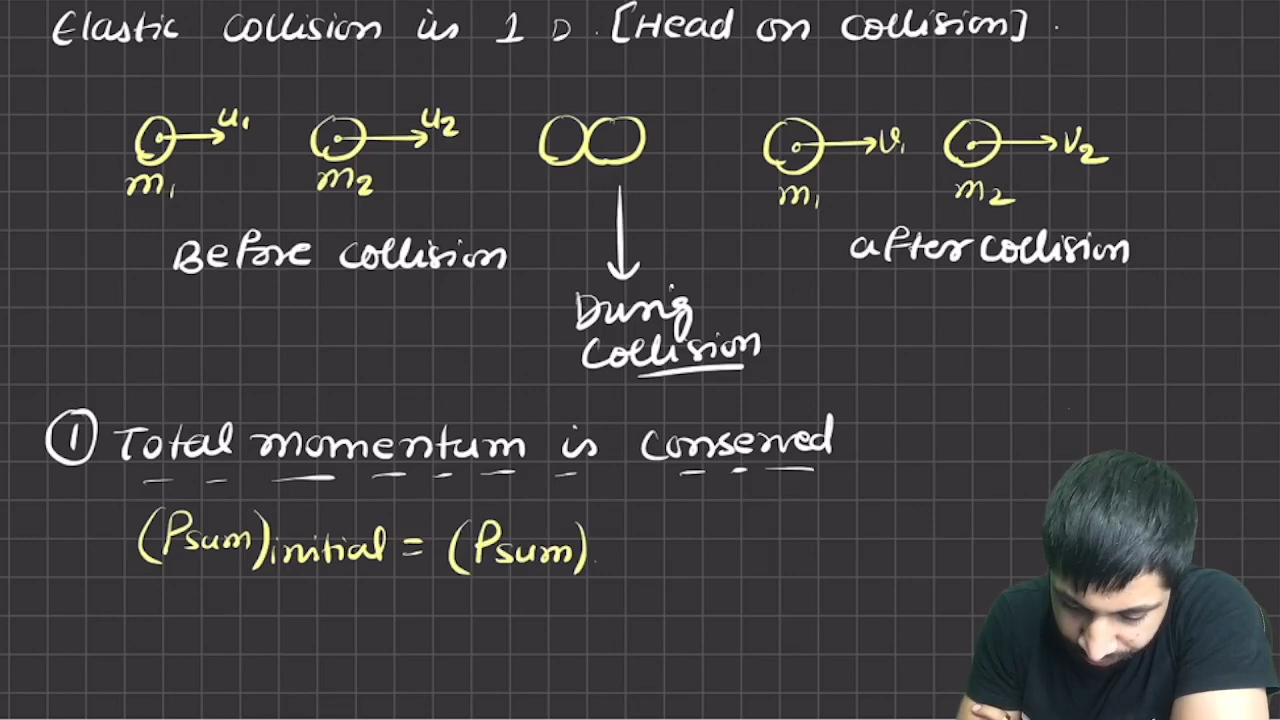 Elastic collision in 1 D. [Head on collision].
u1 u2 v1 v2
m1 m2 m1 m2
Before collision
after collision
During
collision
① Total momentum is conserved
(Psum)initial = (Psum)